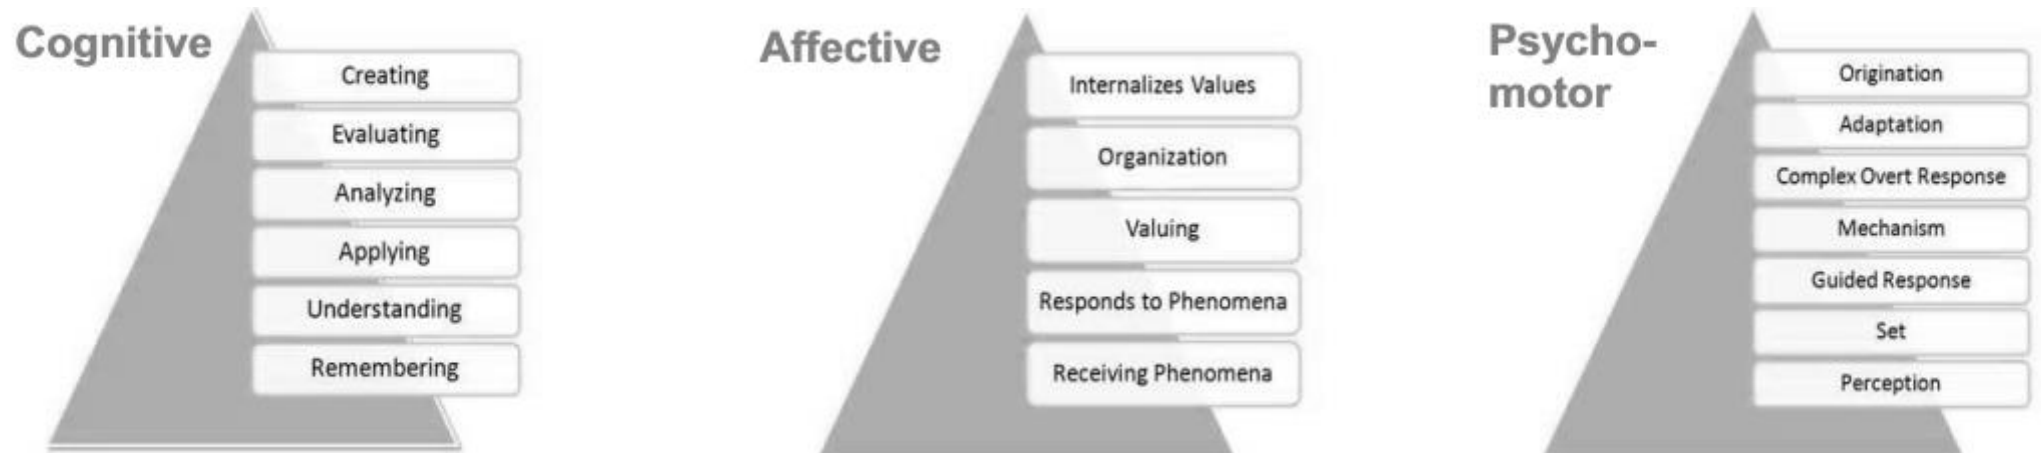 Cognitive
Creating
Evaluating
Analyzing
Applying
Understanding
Remembering
Affective
Internalizes Values
Organization
Valuing
Responds to Phenomena
Receiving Phenomena
Psycho-
motor
Origination
Adaptation
Complex Overt Response
Mechanism
Guided Response
Set
Perception